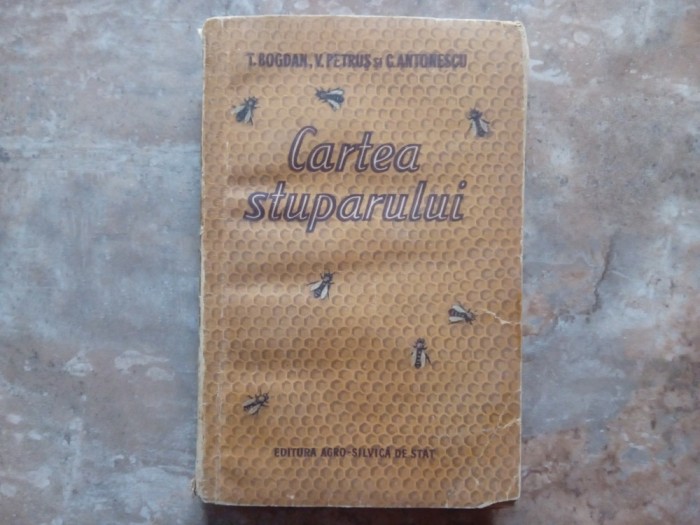 T. BOGDAN, V. PETRUȘ și C. ANTONESCU
Cartea
stuparului
EDITURA AGRO-SILVICĂ DE STAT